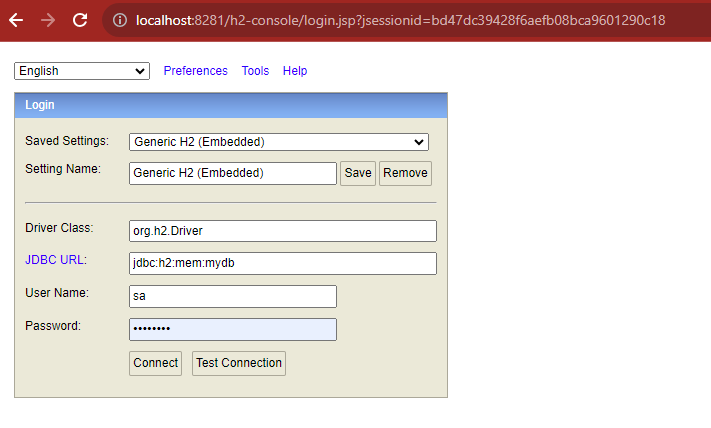 localhost:8281/h2-console/login.jsp?jsessionid=bd47dc39428f6aefb08bca9601290c18
English Preferences Tools Help
Login
Saved Settings: Generic H2 (Embedded)
Setting Name: Generic H2 (Embedded) Save Remove
Driver Class: org.h2.Driver
JDBC URL: jdbc:h2:mem:mydb
User Name: sa
Password: ••••••••
Connect Test Connection